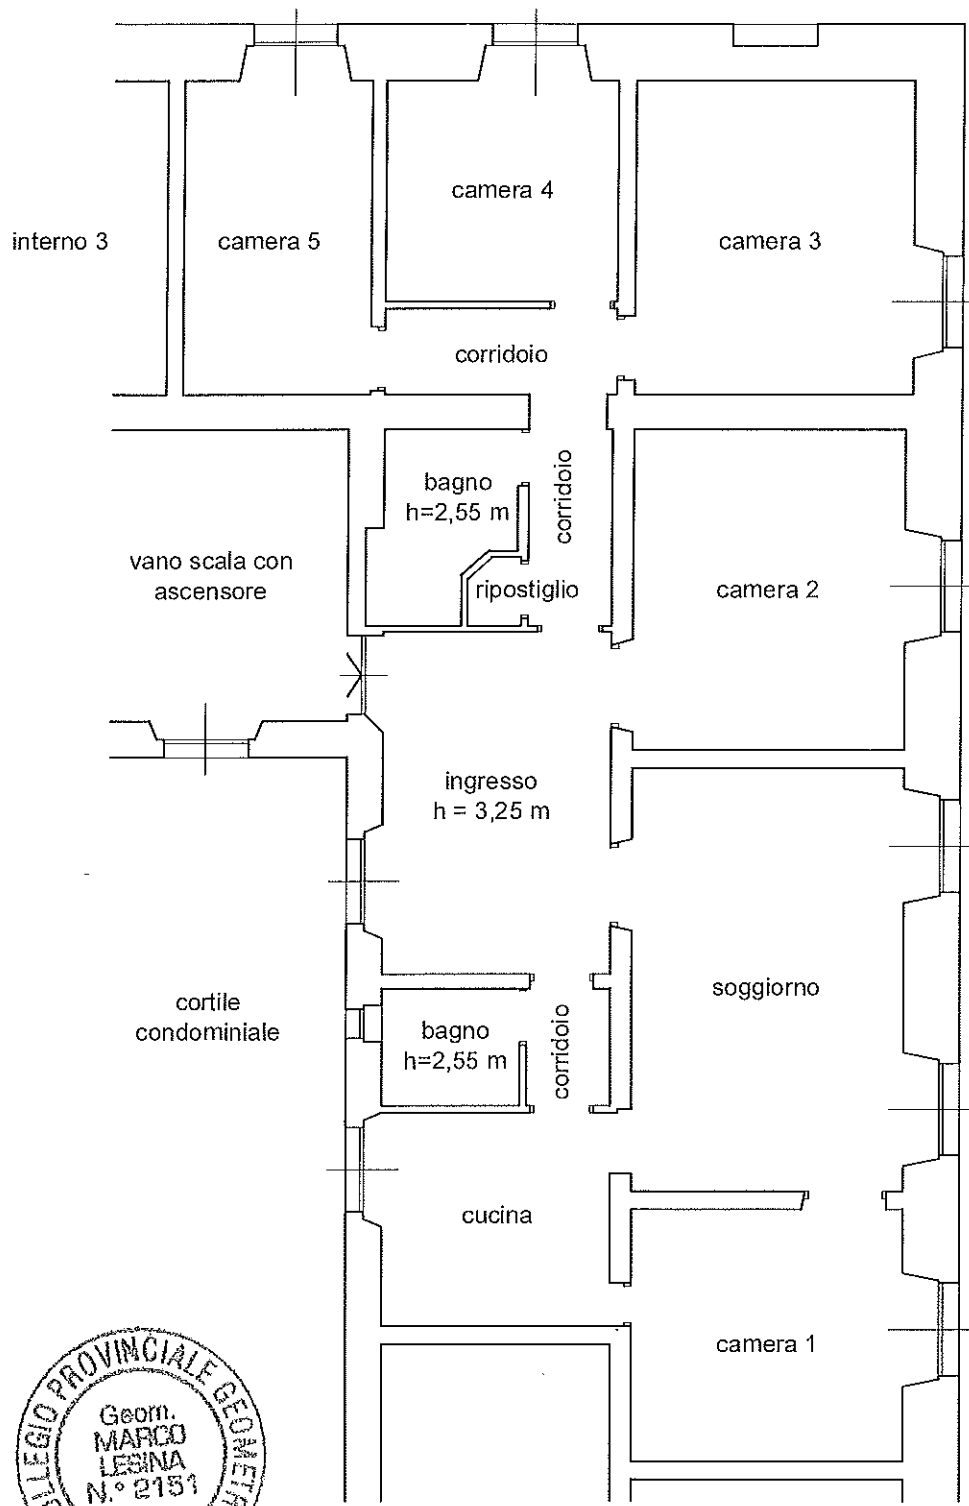 camera 4
interno 3
camera 5
camera 3
corridoio
bagno
h=2,55 m
corridoio
vano scala con
ascensore
ripostiglio
camera 2
ingresso
h = 3,25 m
soggiorno
cortile
condominiale
bagno
h=2,55 m
corridoio
cucina
camera 1
PROVINCIALE
Geom.
MARCO
LESINA
N.° 2151